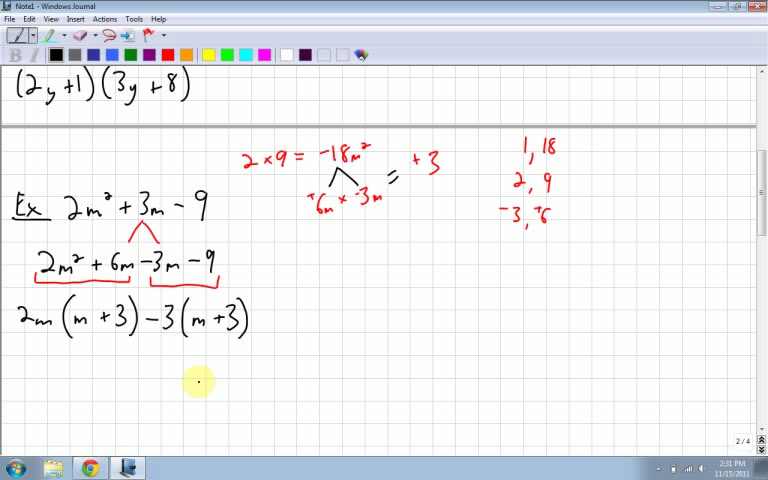 Note1 - Windows Journal
File Edit View Insert Actions Tools Help
B I
(2y+1)(3y+8)
2 × 9 = -18m² 
+6m × -3m = +3
1, 18
2, 9
-3, +6
Ex 2m² + 3m - 9
2m² + 6m - 3m - 9
2m(m + 3) - 3(m + 3)
2/4
2:31 PM
11/15/2011